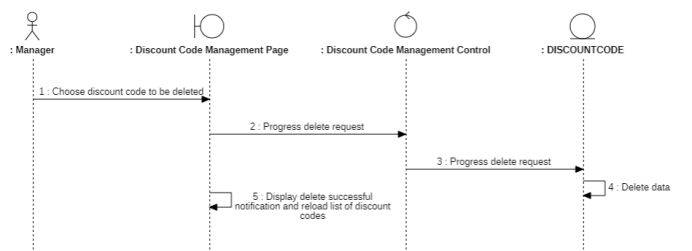 : Manager
: Discount Code Management Page
: Discount Code Management Control
: DISCOUNTCODE
1 : Choose discount code to be deleted
2 : Progress delete request
3 : Progress delete request
4 : Delete data
5 : Display delete successful
notification and reload list of discount
codes